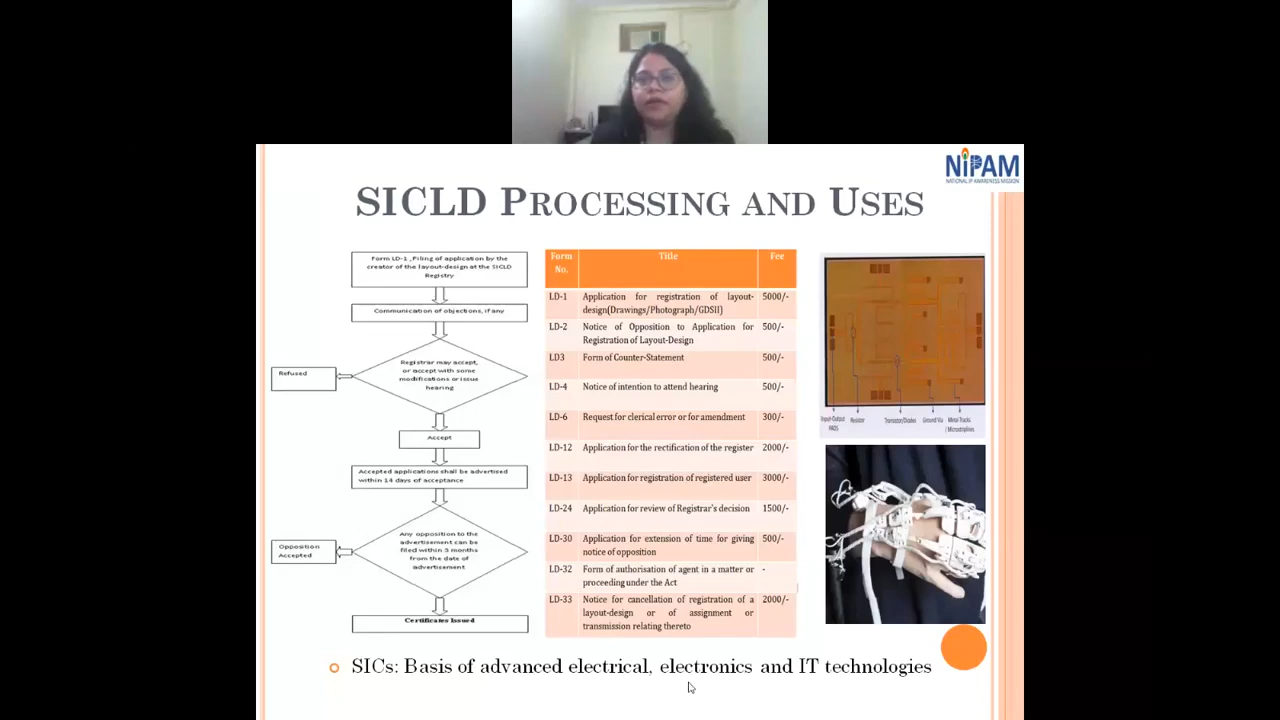 NiPAM
NATIONAL IP AWARENESS MISSION
SICLD PROCESSING AND USES
Form LD-1 , Filing of application by the
creator of the layout-design at the SICLD
Registry
Communication of objections, if any
Registrar may accept,
or accept with some
modifications or issue
hearing
Refused
Accept
Accepted applications shall be advertised
within 14 days of acceptance
Any opposition to the
advertisement can be
filed within 3 months
from the date of
advertisement
Opposition
Accepted
Certificates Issued
Form No. Title Fee
LD-1 Application for registration of layout- 5000/-
design(Drawings/Photograph/GDSII)
LD-2 Notice of Opposition to Application for 500/-
Registration of Layout-Design
LD3 Form of Counter-Statement 500/-
LD-4 Notice of intention to attend hearing 500/-
LD-6 Request for clerical error or for amendment 300/-
LD-12 Application for the rectification of the register 2000/-
LD-13 Application for registration of registered user 3000/-
LD-24 Application for review of Registrar's decision 1500/-
LD-30 Application for extension of time for giving 500/-
notice of opposition
LD-32 Form of authorisation of agent in a matter or -
proceeding under the Act
LD-33 Notice for cancellation of registration of a 2000/-
layout-design or of assignment or
transmission relating thereto
Input-Output
PADS
Resistor
Transistor/Diodes
Ground Via
Metal Tracks
/Microstriplines
SICs: Basis of advanced electrical, electronics and IT technologies